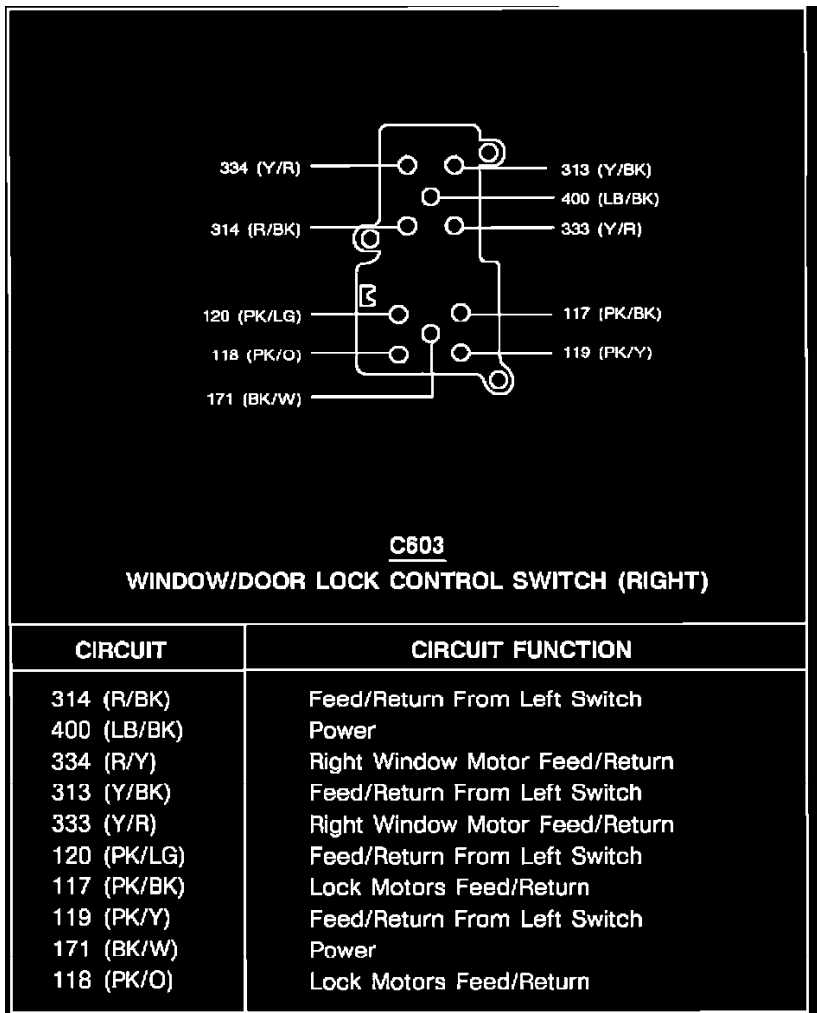 334 (Y/R)
313 (Y/BK)
400 (LB/BK)
314 (R/BK)
333 (Y/R)
120 (PK/LG)
117 (PK/BK)
118 (PK/O)
119 (PK/Y)
171 (BK/W)
C603
WINDOW/DOOR LOCK CONTROL SWITCH (RIGHT)
CIRCUIT CIRCUIT FUNCTION
314 (R/BK) Feed/Return From Left Switch
400 (LB/BK) Power
334 (R/Y) Right Window Motor Feed/Return
313 (Y/BK) Feed/Return From Left Switch
333 (Y/R) Right Window Motor Feed/Return
120 (PK/LG) Feed/Return From Left Switch
117 (PK/BK) Lock Motors Feed/Return
119 (PK/Y) Feed/Return From Left Switch
171 (BK/W) Power
118 (PK/O) Lock Motors Feed/Return